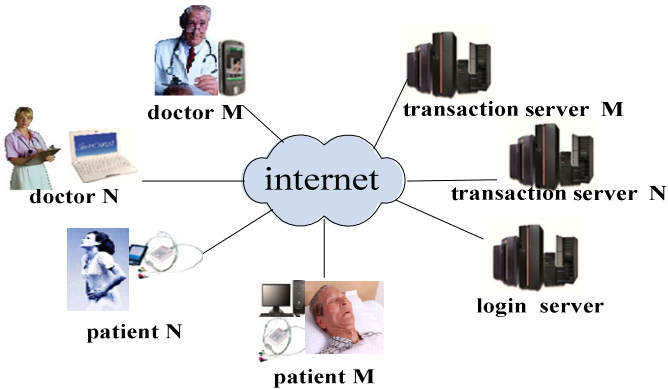 doctor M
transaction server M
internet
doctor N
transaction server N
patient N
login server
patient M